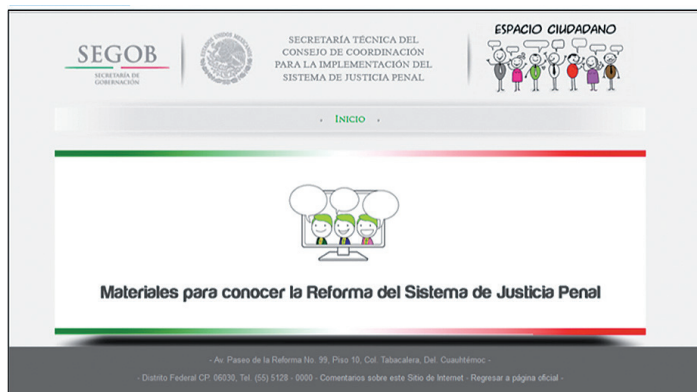 SEGOB
SECRETARÍA DE
GOBERNACIÓN
ESTADOS UNIDOS MEXICANOS
SECRETARÍA TÉCNICA DEL
CONSEJO DE COORDINACIÓN
PARA LA IMPLEMENTACIÓN DEL
SISTEMA DE JUSTICIA PENAL
ESPACIO CIUDADANO
INICIO
Materiales para conocer la Reforma del Sistema de Justicia Penal
- Av. Paseo de la Reforma No. 99, Piso 10, Col. Tabacalera, Del. Cuauhtémoc -
- Distrito Federal CP. 06030, Tel. (55) 5128 - 0000 - Comentarios sobre este Sitio de Internet - Regresar a página oficial -